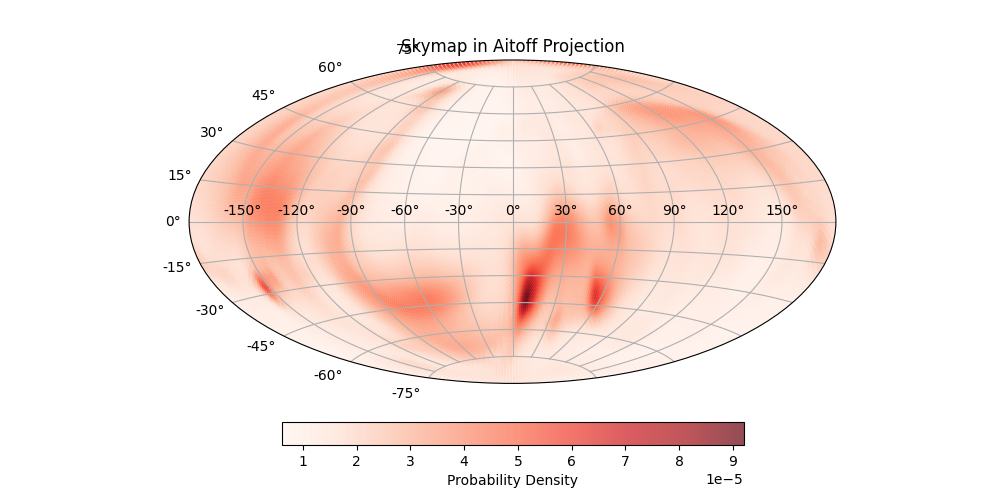 Skymap in Aitoff Projection
75°
60°
45°
30°
15°
0°
-15°
-30°
-45°
-60°
-75°
-150° -120° -90° -60° -30° 0° 30° 60° 90° 120° 150°
1 2 3 4 5 6 7 8 9
1e−5
Probability Density